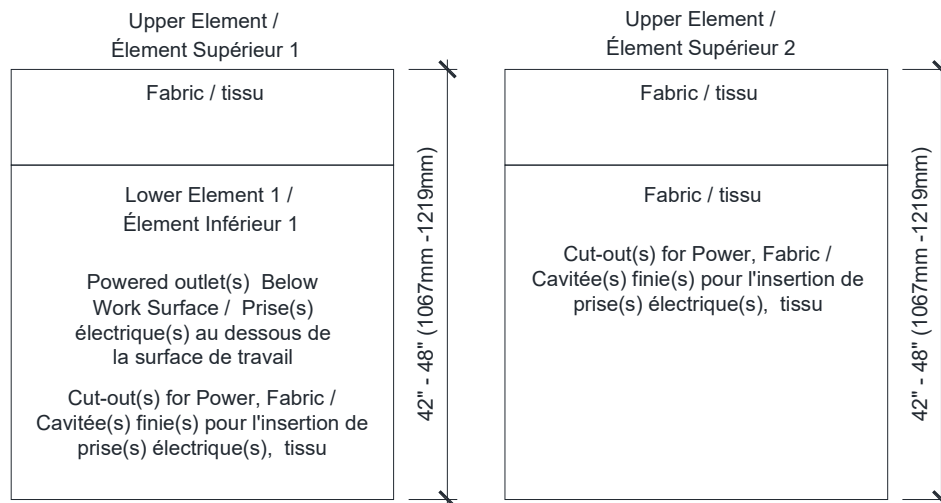 Upper Element /
Élement Supérieur 1
Fabric / tissu
Lower Element 1 /
Élement Inférieur 1
Powered outlet(s)  Below
Work Surface /  Prise(s)
électrique(s) au dessous de
la surface de travail
Cut-out(s) for Power, Fabric /
Cavitée(s) finie(s) pour l'insertion de
prise(s) électrique(s),  tissu
42" - 48" (1067mm -1219mm)
Upper Element /
Élement Supérieur 2
Fabric / tissu
Fabric / tissu
Cut-out(s) for Power, Fabric /
Cavitée(s) finie(s) pour l'insertion de
prise(s) électrique(s),  tissu
42" - 48" (1067mm -1219mm)